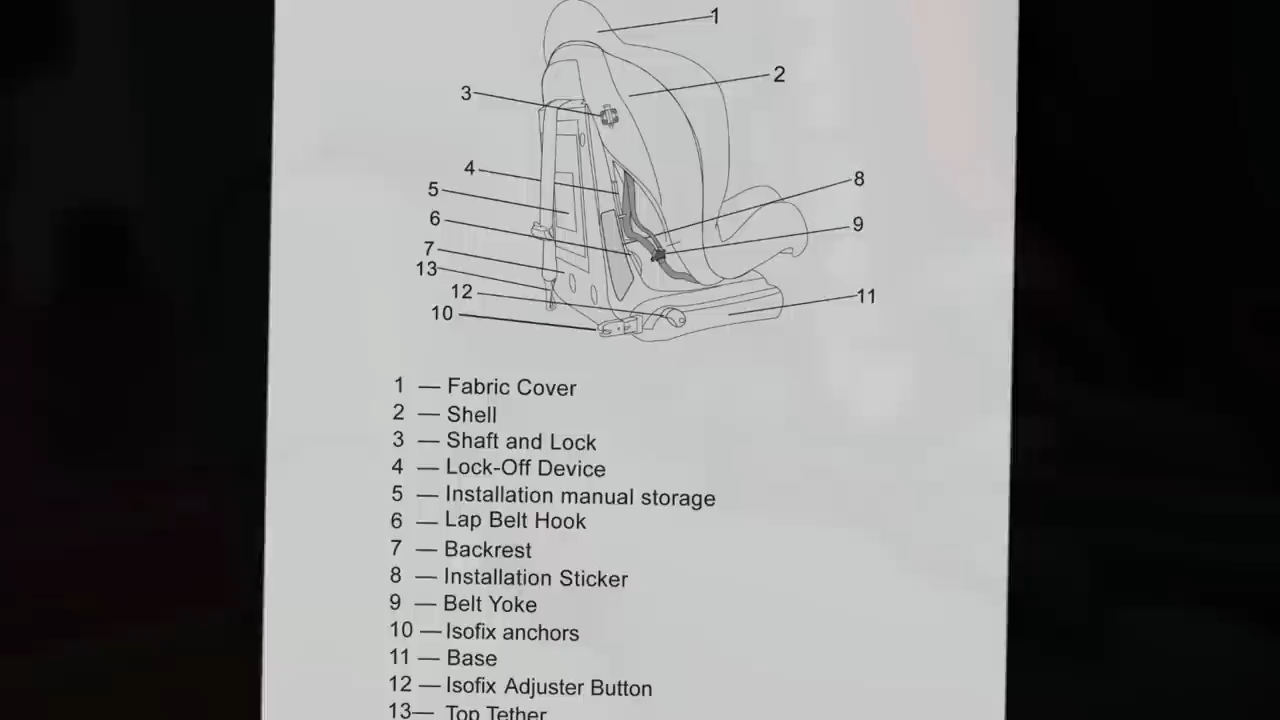 1
2
3
4
5
8
6
9
7
13
12
11
10
1 — Fabric Cover
2 — Shell
3 — Shaft and Lock
4 — Lock-Off Device
5 — Installation manual storage
6 — Lap Belt Hook
7 — Backrest
8 — Installation Sticker
9 — Belt Yoke
10 — Isofix anchors
11 — Base
12 — Isofix Adjuster Button
13— Top Tether